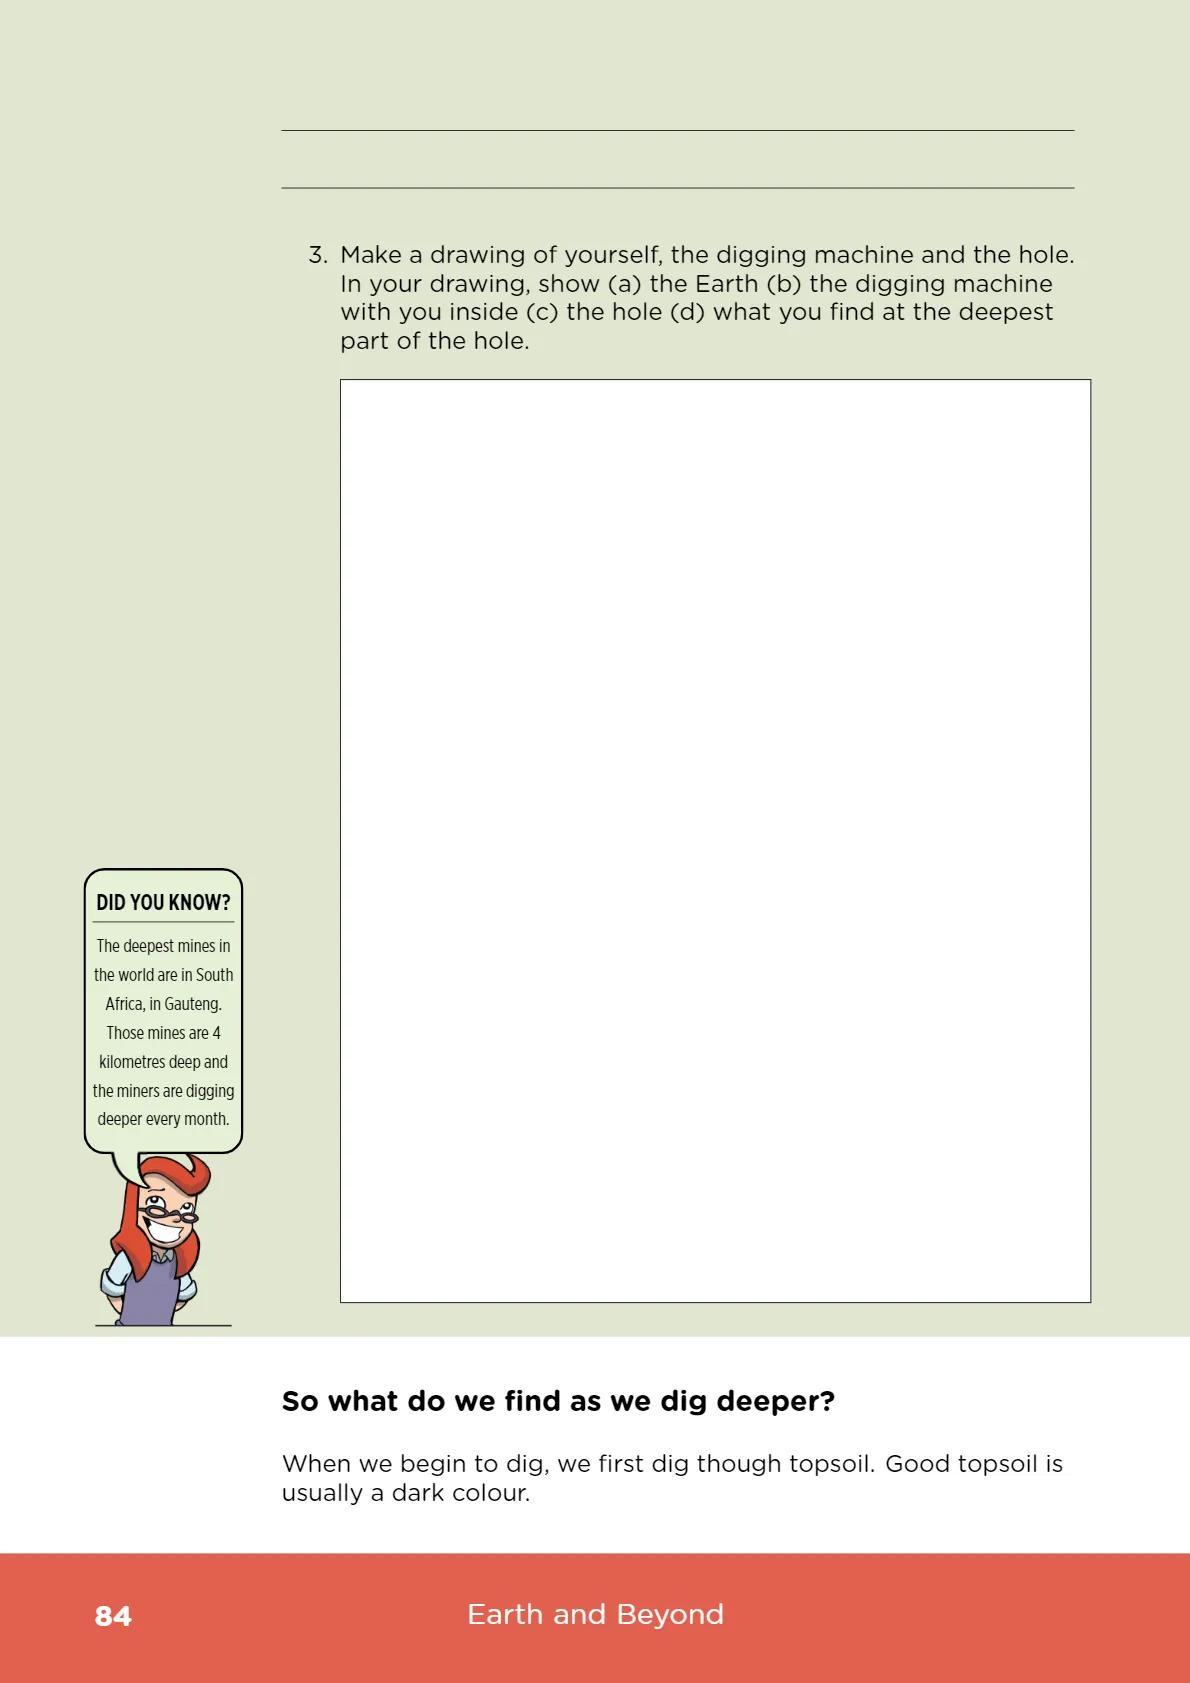 3. Make a drawing of yourself, the digging machine and the hole.
In your drawing, show (a) the Earth (b) the digging machine
with you inside (c) the hole (d) what you find at the deepest
part of the hole.
DID YOU KNOW?
The deepest mines in
the world are in South
Africa, in Gauteng.
Those mines are 4
kilometres deep and
the miners are digging
deeper every month.
So what do we find as we dig deeper?
When we begin to dig, we first dig though topsoil. Good topsoil is
usually a dark colour.
84
Earth and Beyond